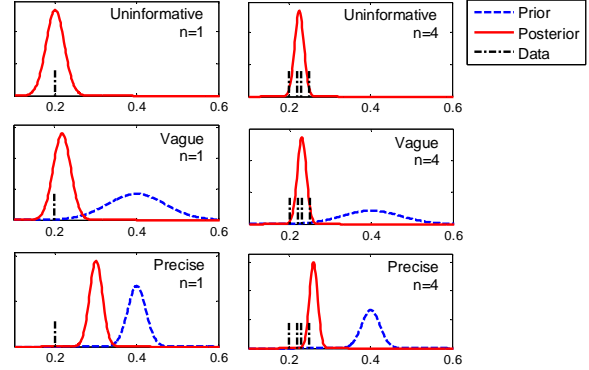 Uninformative
n=1
0.2 0.4 0.6
Uninformative
n=4
0.2 0.4 0.6
Prior
Posterior
Data
Vague
n=1
0.2 0.4 0.6
Vague
n=4
0.2 0.4 0.6
Precise
n=1
0.2 0.4 0.6
Precise
n=4
0.2 0.4 0.6